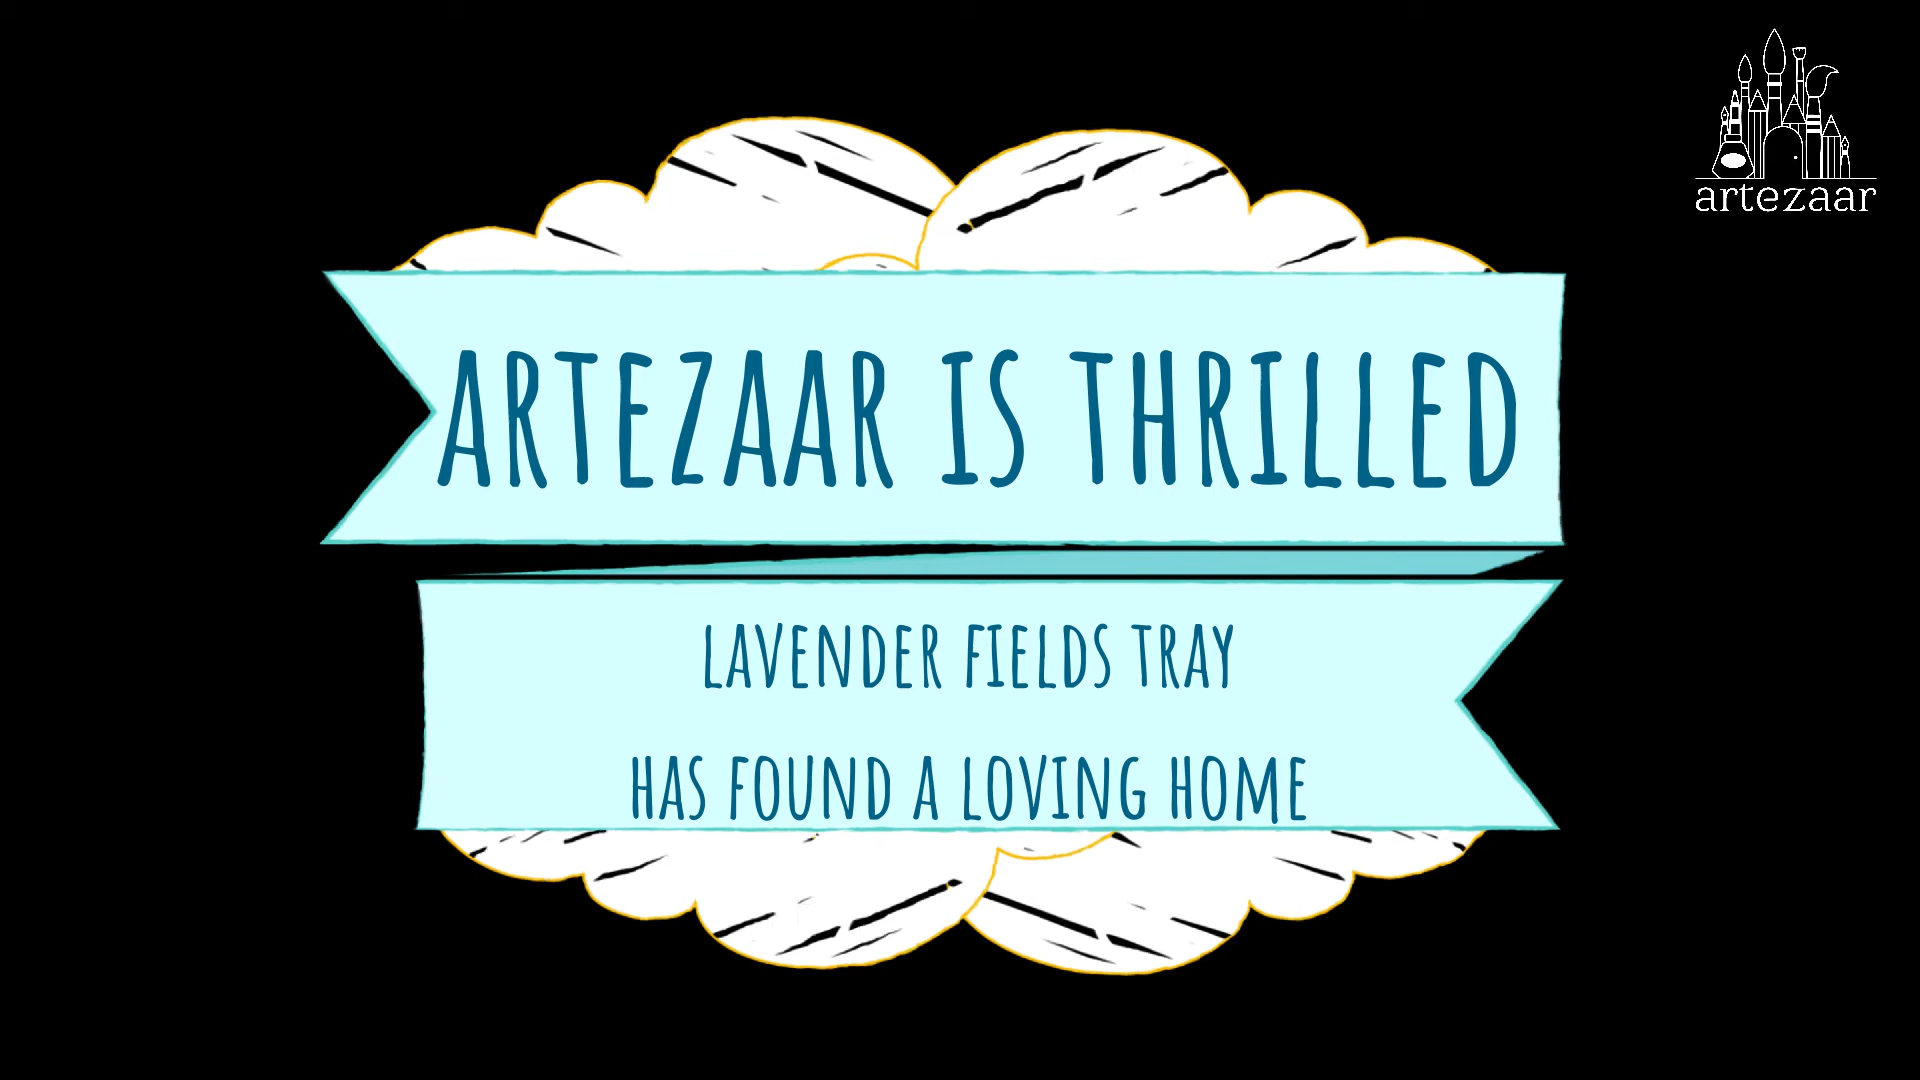 artezaar
ARTEZAAR IS THRILLED
LAVENDER FIELDS TRAY
HAS FOUND A LOVING HOME